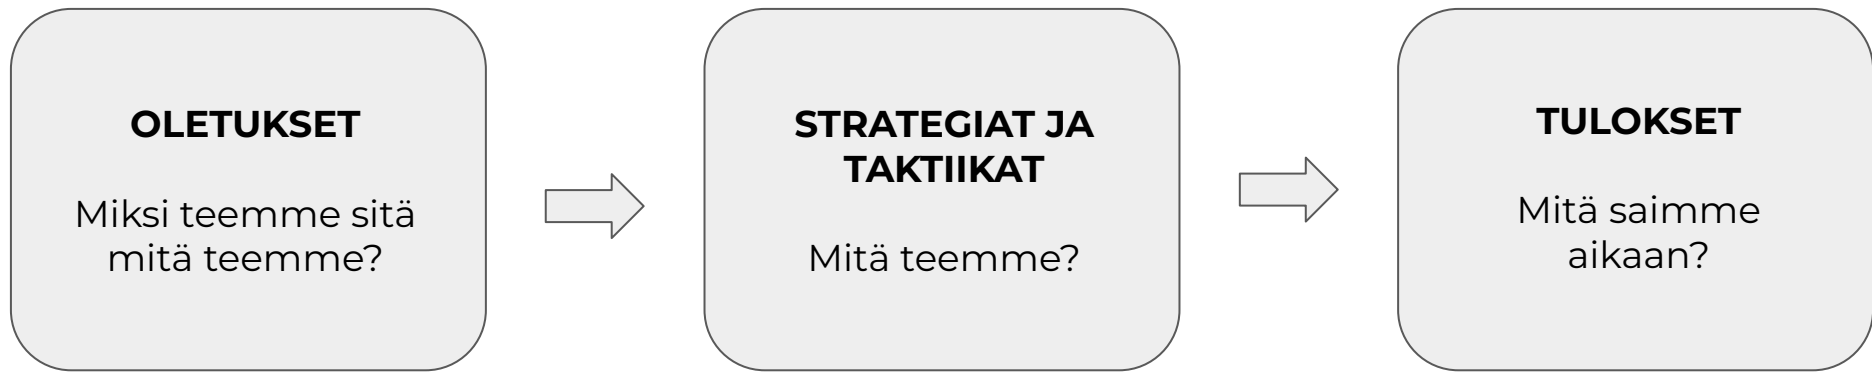 OLETUKSET
Miksi teemme sitä
mitä teemme?
STRATEGIAT JA
TAKTIIKAT
Mitä teemme?
TULOKSET
Mitä saimme
aikaan?